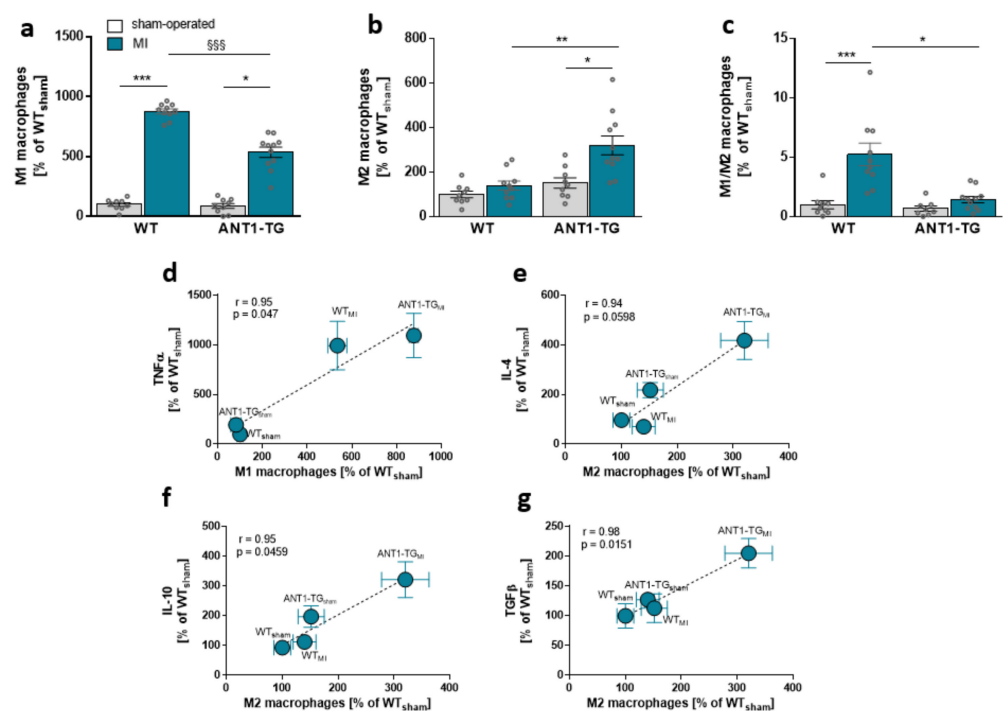 sham-operated
MI
a
M1 macrophages
[% of WTsham]
1500
1000
500
0
***
§§§
*
WT
ANT1-TG
b
M2 macrophages
[% of WTsham]
800
600
400
200
0
**
*
WT
ANT1-TG
c
M1/M2 macrophages
[% of WTsham]
15
10
5
0
***
*
WT
ANT1-TG
d
r = 0.95
p = 0.047
TNFα
[% of WTsham]
1500
1000
500
0
WTMI
ANT1-TGMI
ANT1-TGsham
WTsham
0 200 400 600 800 1000
M1 macrophages [% of WTsham]
e
r = 0.94
p = 0.0598
IL-4
[% of WTsham]
600
400
200
0
ANT1-TGMI
ANT1-TGsham
WTsham
WTMI
0 100 200 300 400
M2 macrophages [% of WTsham]
f
r = 0.95
p = 0.0459
IL-10
[% of WTsham]
500
400
300
200
100
0
ANT1-TGMI
ANT1-TGsham
WTsham
WTMI
0 100 200 300 400
M2 macrophages [% of WTsham]
g
r = 0.98
p = 0.0151
TGFβ
[% of WTsham]
250
200
150
100
50
0
ANT1-TGMI
ANT1-TGsham
WTsham
WTMI
0 100 200 300 400
M2 macrophages [% of WTsham]